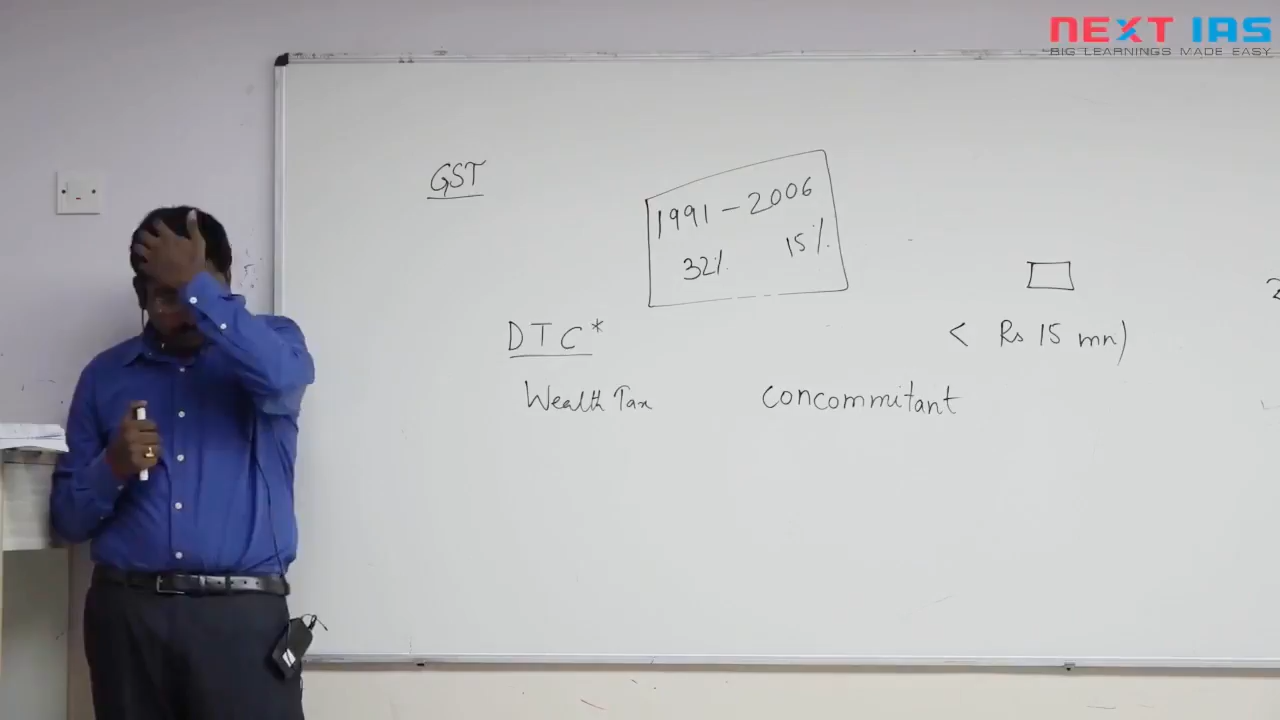 NEXT IAS
BIG LEARNINGS MADE EASY
GST
1991 - 2006
32% 15%
DTC*
< Rs 15 mn)
Wealth Tax concommitant